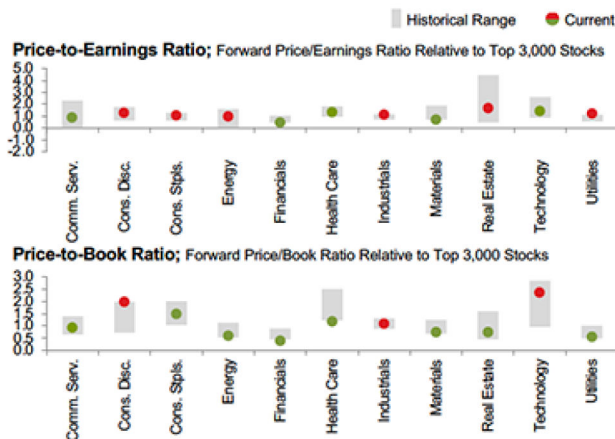 Historical Range Current
Price-to-Earnings Ratio; Forward Price/Earnings Ratio Relative to Top 3,000 Stocks
5.0
4.0
3.0
2.0
1.0
0.0
-1.0
-2.0
Comm. Serv.
Cons. Disc.
Cons. Stpls.
Energy
Financials
Health Care
Industrials
Materials
Real Estate
Technology
Utilities
Price-to-Book Ratio; Forward Price/Book Ratio Relative to Top 3,000 Stocks
3.0
2.5
2.0
1.5
1.0
0.5
0.0
Comm. Serv.
Cons. Disc.
Cons. Stpls.
Energy
Financials
Health Care
Industrials
Materials
Real Estate
Technology
Utilities